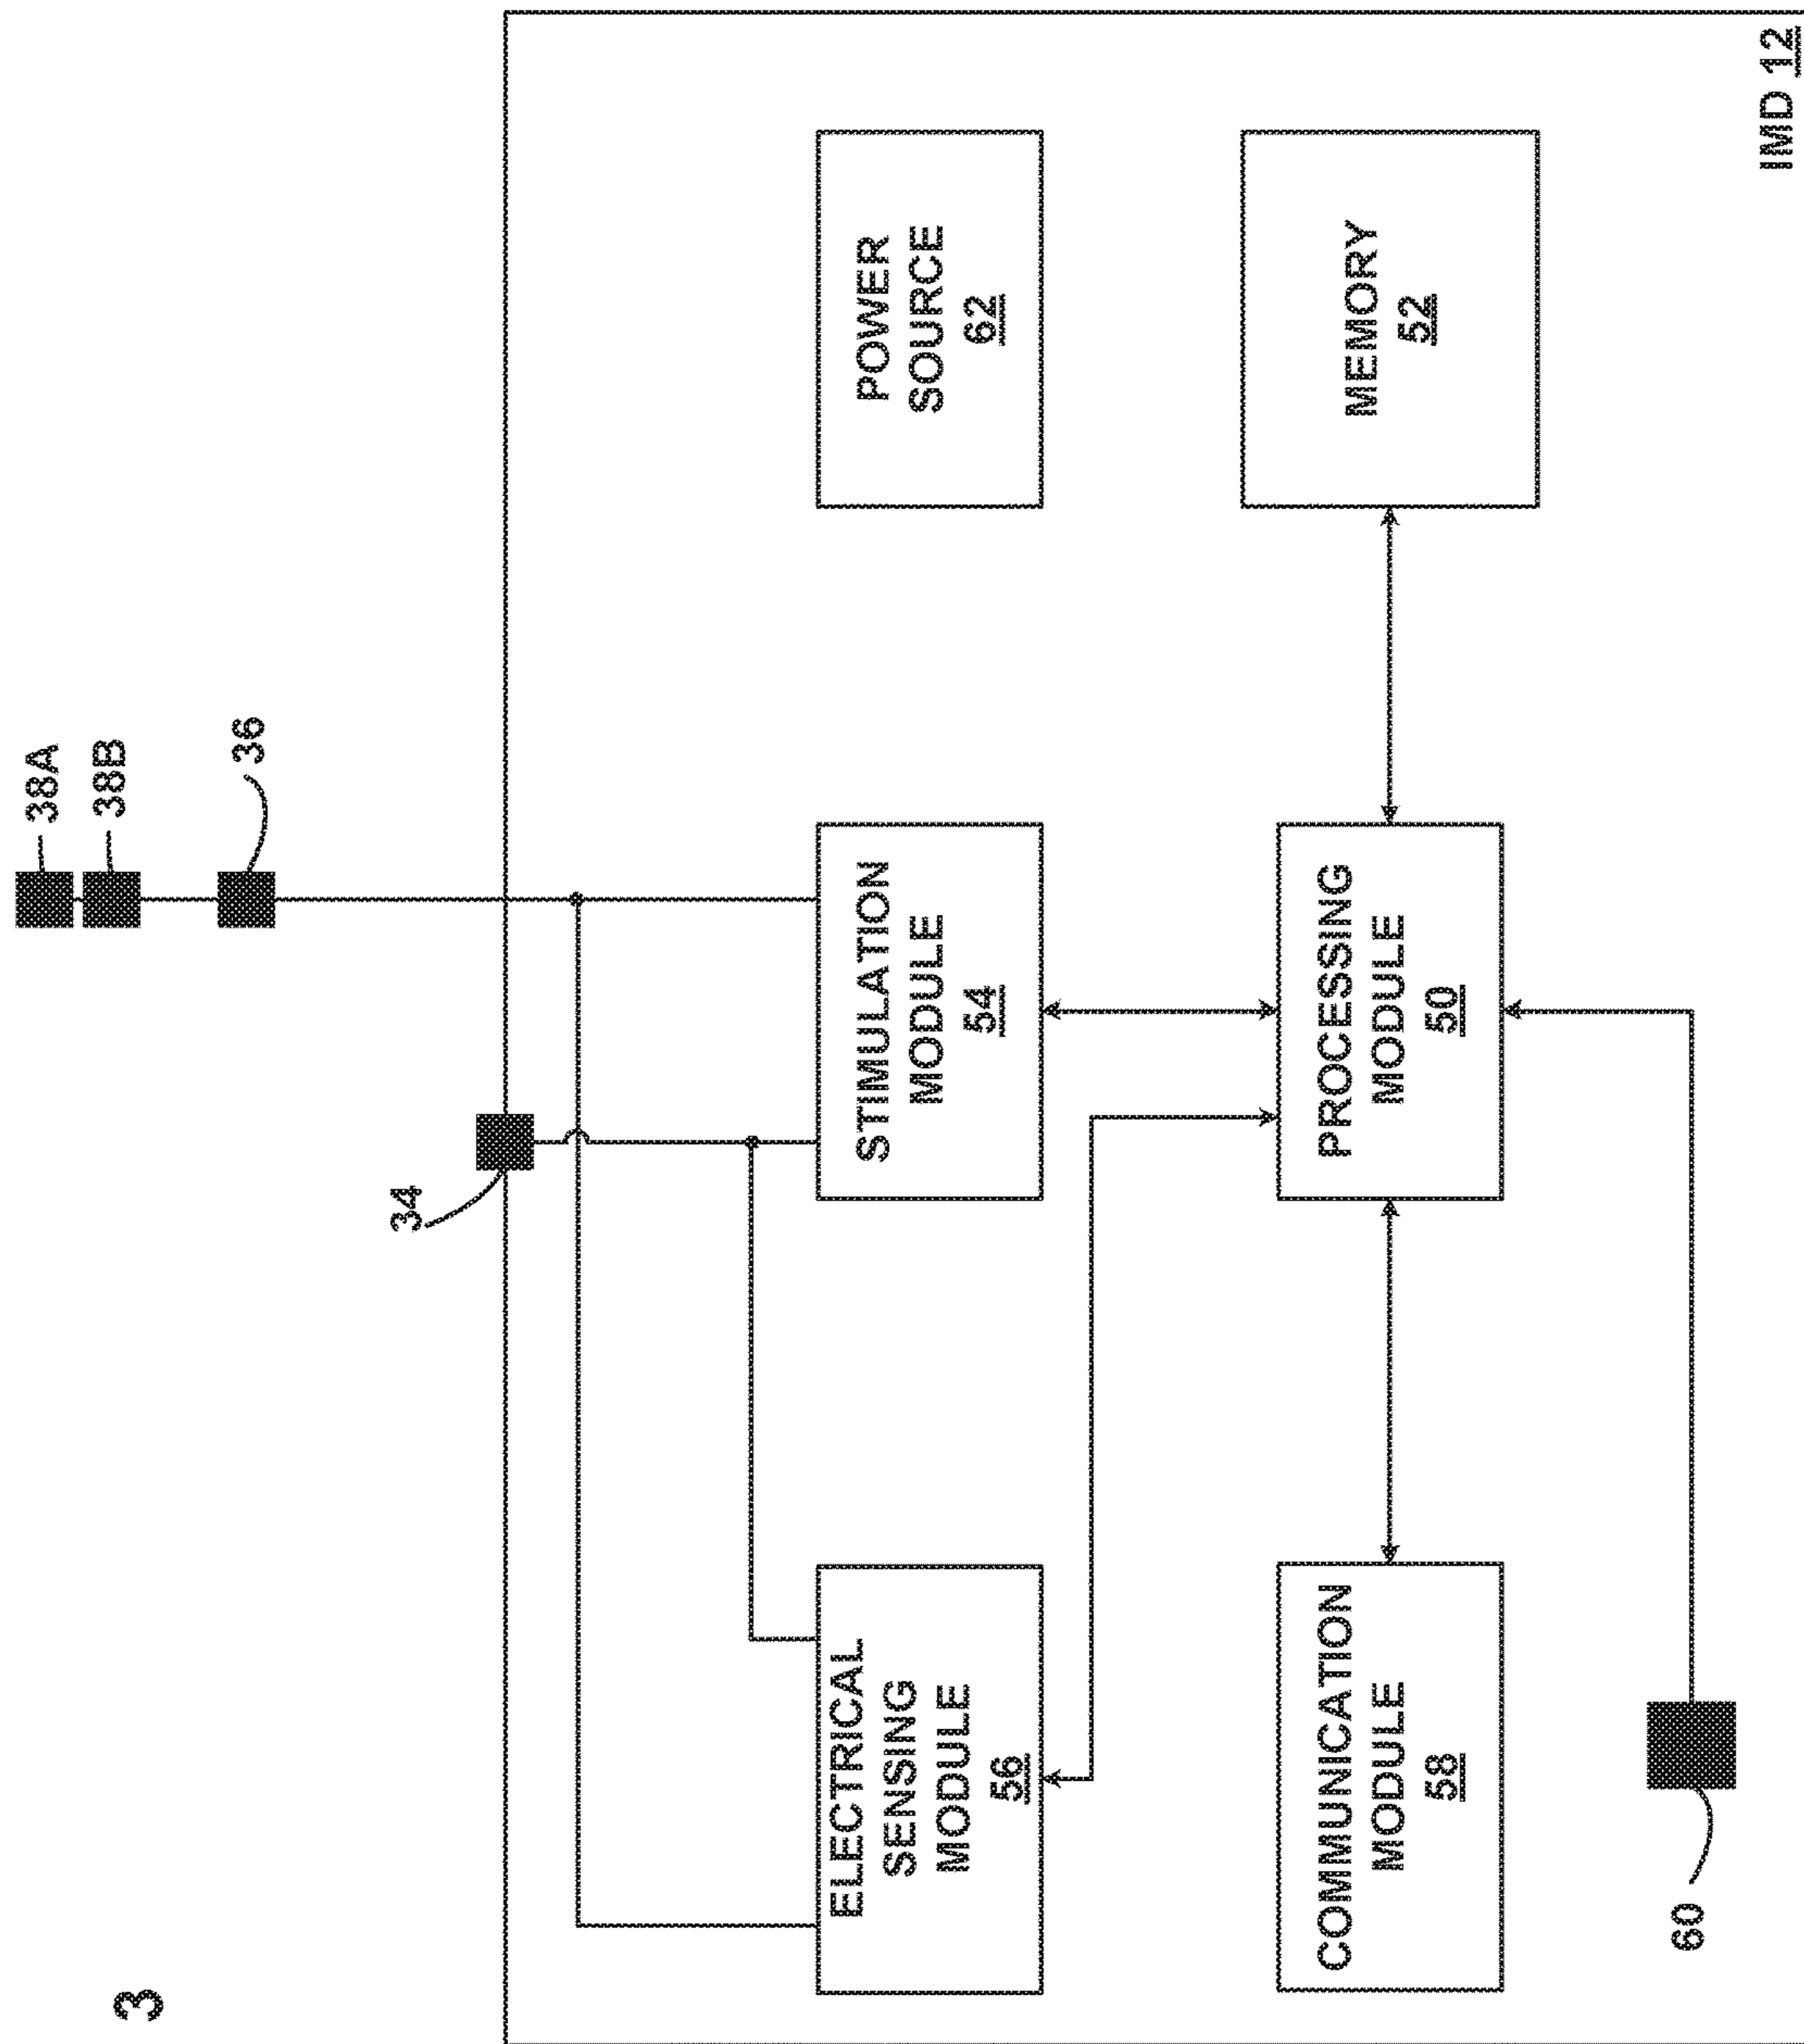 3
38A
38B
36
34
ELECTRICAL
SENSING
MODULE
56
STIMULATION
MODULE
54
POWER
SOURCE
62
COMMUNICATION
MODULE
58
PROCESSING
MODULE
50
MEMORY
52
60
IMD 12